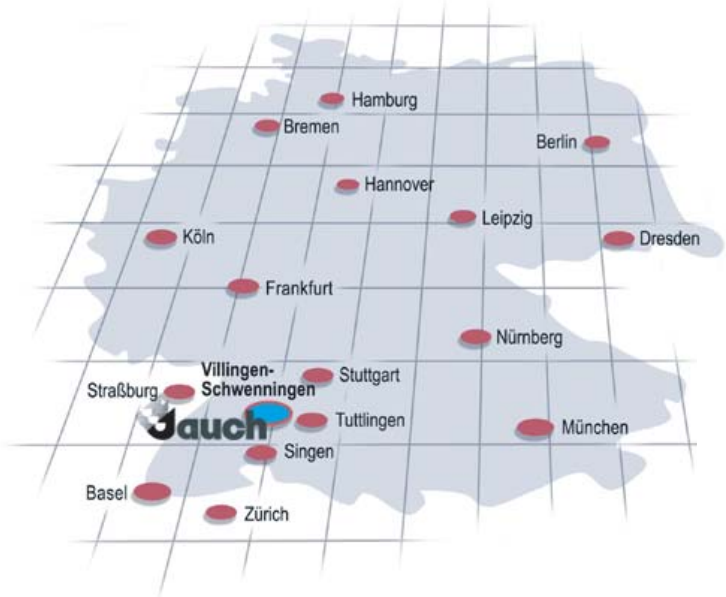 Hamburg
Bremen
Berlin
Hannover
Leipzig
Köln
Dresden
Frankfurt
Nürnberg
Villingen-
Schwenningen
Stuttgart
Straßburg
Jauch
Tuttlingen
München
Singen
Basel
Zürich